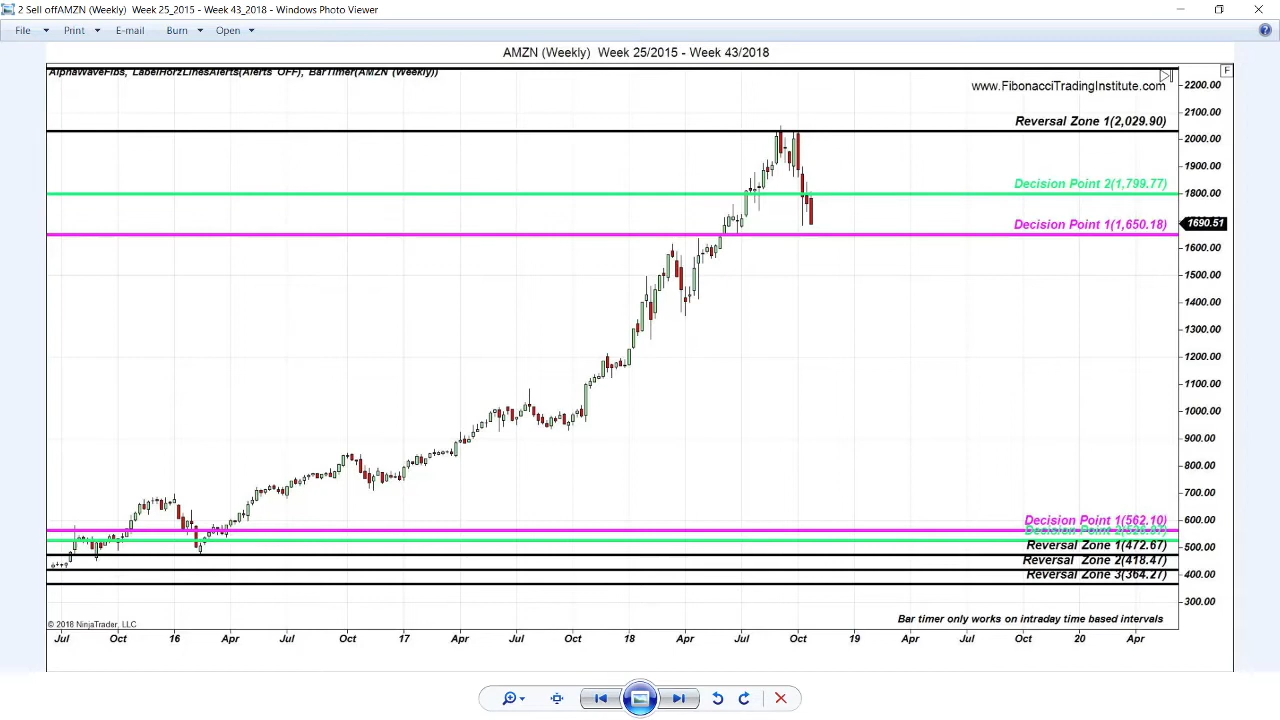 2 Sell offAMZN (Weekly) Week 25_2015 - Week 43_2018 - Windows Photo Viewer
File Print E-mail Burn Open
AMZN (Weekly) Week 25/2015 - Week 43/2018
AlphaWaveFibs, LabelHorzLinesAlerts(Alerts OFF), BarTimer(AMZN (Weekly))
F
www.FibonacciTradingInstitute.com
2200.00
2100.00
Reversal Zone 1(2,029.90)
2000.00
1900.00
Decision Point 2(1,799.77)
1800.00
Decision Point 1(1,650.18)
1690.51
1600.00
1500.00
1400.00
1300.00
1200.00
1100.00
1000.00
900.00
800.00
700.00
Decision Point 1(562.10)
600.00
Decision Point 2
Reversal Zone 1(472.67)
500.00
Reversal Zone 2(418.47)
Reversal Zone 3(364.27)
400.00
300.00
Bar timer only works on intraday time based intervals
© 2018 NinjaTrader, LLC
Jul Oct 16 Apr Jul Oct 17 Apr Jul Oct 18 Apr Jul Oct 19 Apr Jul Oct 20 Apr